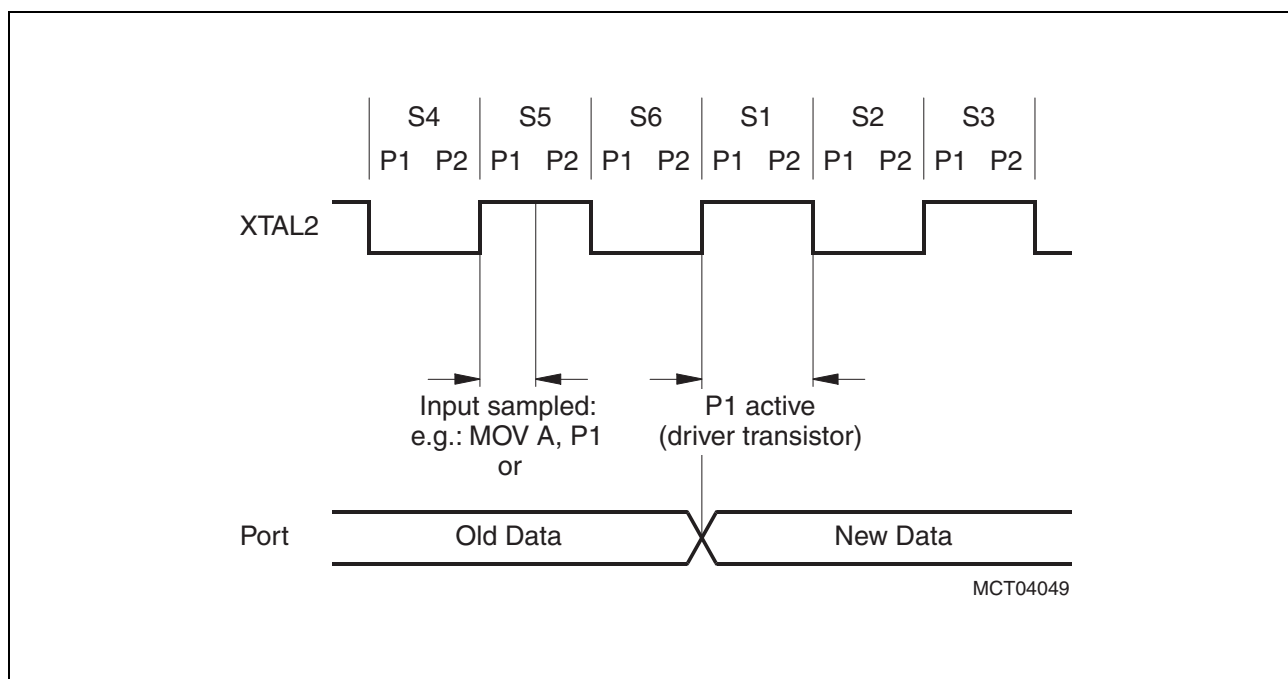 S4 S5 S6 S1 S2 S3
P1 P2 P1 P2 P1 P2 P1 P2 P1 P2 P1 P2
XTAL2
Input sampled:
e.g.: MOV A, P1
or
P1 active
(driver transistor)
Port Old Data New Data
MCT04049